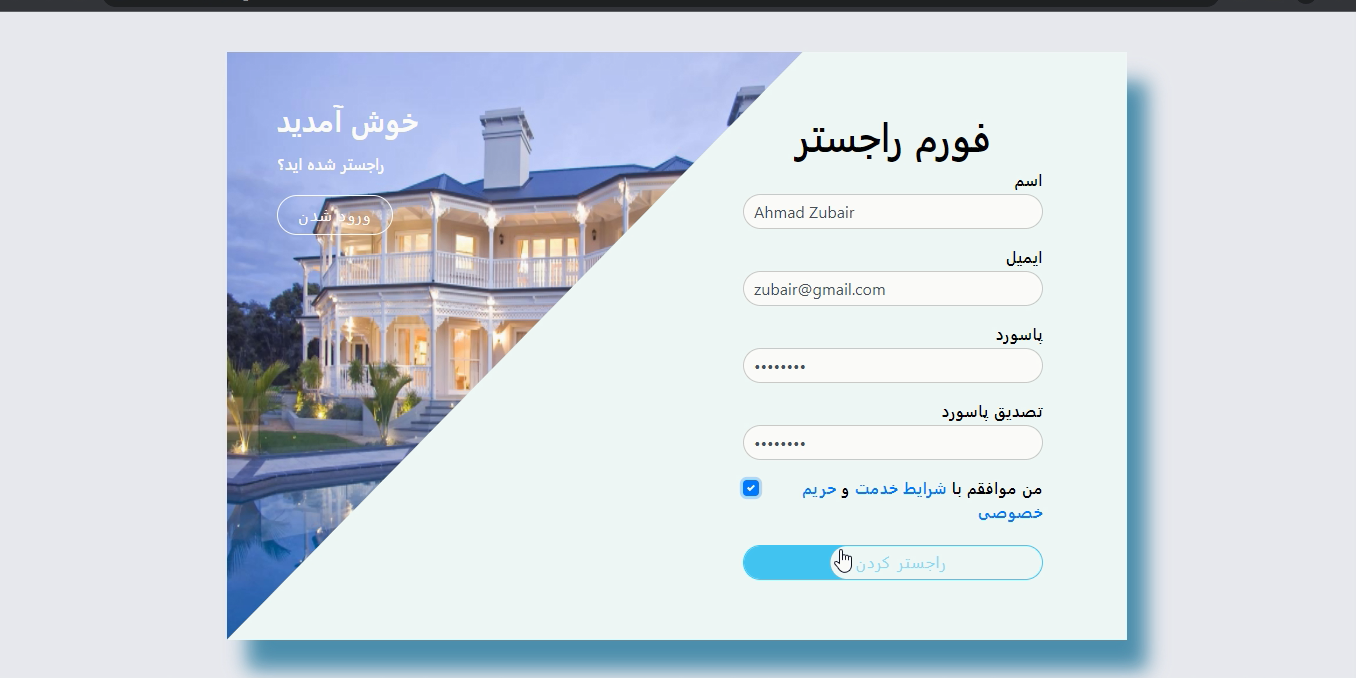 خوش آمدید
راجستر شده اید؟
ورود شدن
فورم راجستر
اسم
Ahmad Zubair
ایمیل
zubair@gmail.com
پاسورد
••••••••
تصدیق پاسورد
••••••••
من موافقم با شرایط خدمت و حریم
خصوصی
راجستر کردن